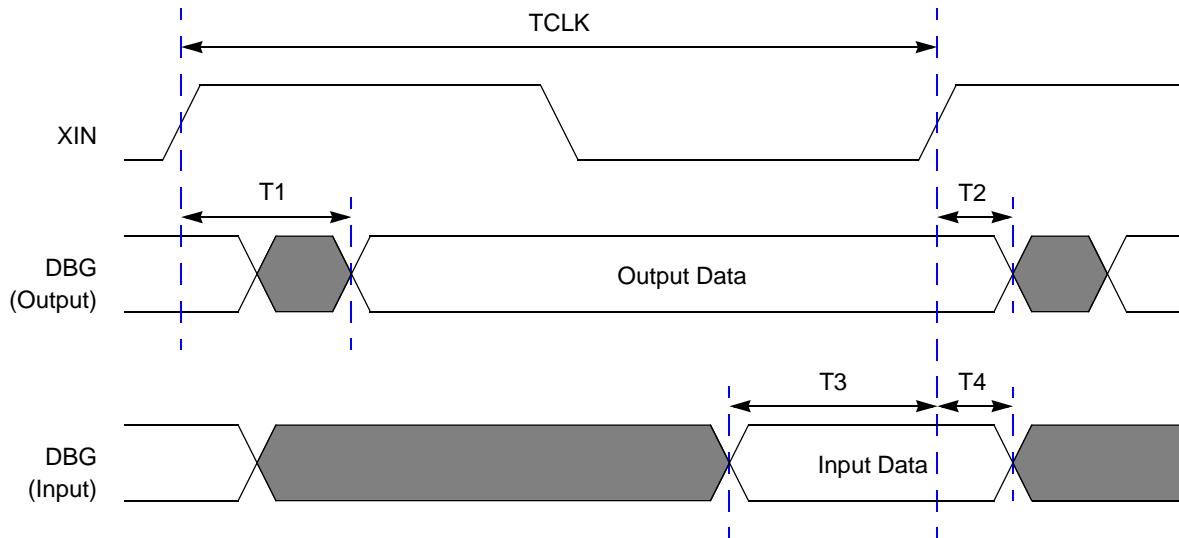 TCLK
XIN
T1
T2
DBG
(Output)
Output Data
T3
T4
DBG
(Input)
Input Data